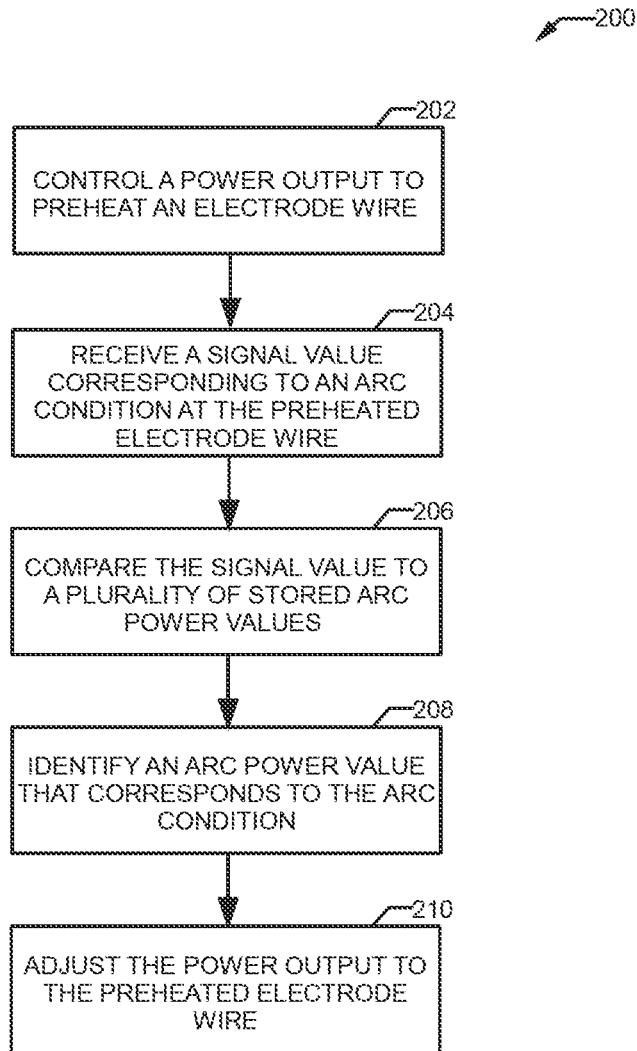 200
202
CONTROL A POWER OUTPUT TO
PREHEAT AN ELECTRODE WIRE
204
RECEIVE A SIGNAL VALUE
CORRESPONDING TO AN ARC
CONDITION AT THE PREHEATED
ELECTRODE WIRE
206
COMPARE THE SIGNAL VALUE TO
A PLURALITY OF STORED ARC
POWER VALUES
208
IDENTIFY AN ARC POWER VALUE
THAT CORRESPONDS TO THE ARC
CONDITION
210
ADJUST THE POWER OUTPUT TO
THE PREHEATED ELECTRODE
WIRE